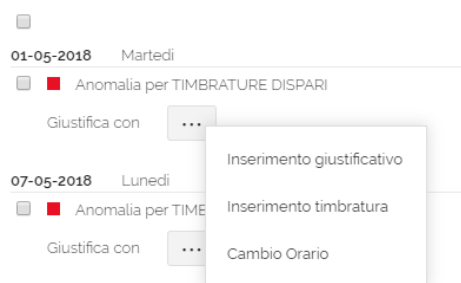 01-05-2018 Martedi
Anomalia per TIMBRATURE DISPARI
Giustifica con ...
Inserimento giustificativo
07-05-2018 Lunedi
Anomalia per TIME
Inserimento timbratura
Giustifica con ...
Cambio Orario